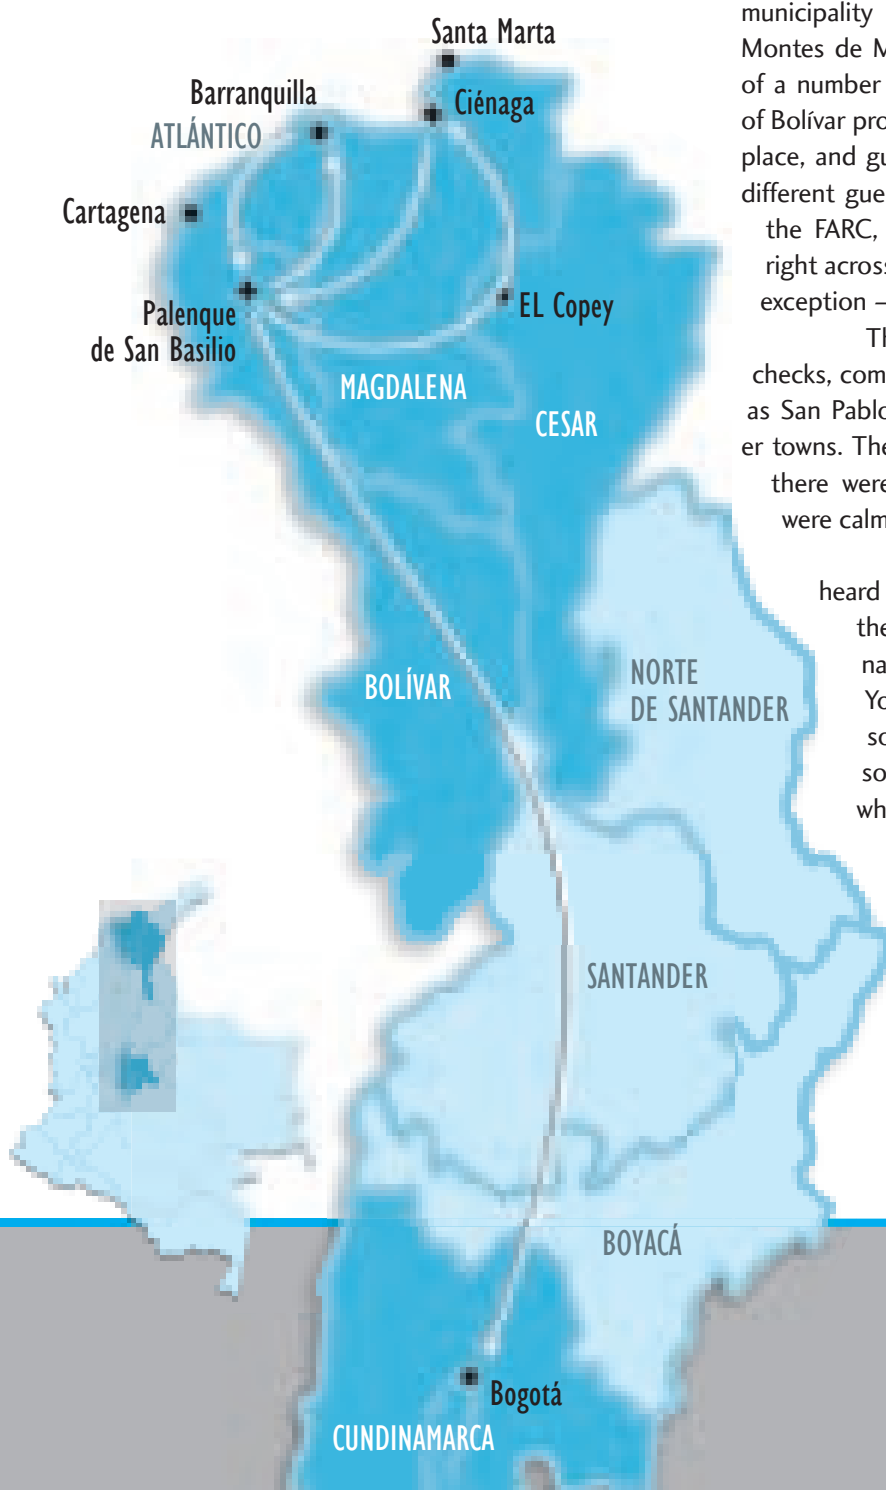 Santa Marta
Barranquilla
Ciénaga
ATLÁNTICO
Cartagena
Palenque
de San Basilio
EL Copey
MAGDALENA
CESAR
BOLÍVAR
NORTE
DE SANTANDER
SANTANDER
BOYACÁ
Bogotá
CUNDINAMARCA
municipality
Montes de M
of a number
of Bolívar pro
place, and gu
different gue
the FARC,
right across
exception –
Th
checks, com
as San Pablo
er towns. The
there were
were calm
heard
the
na
Yo
so
so
wh